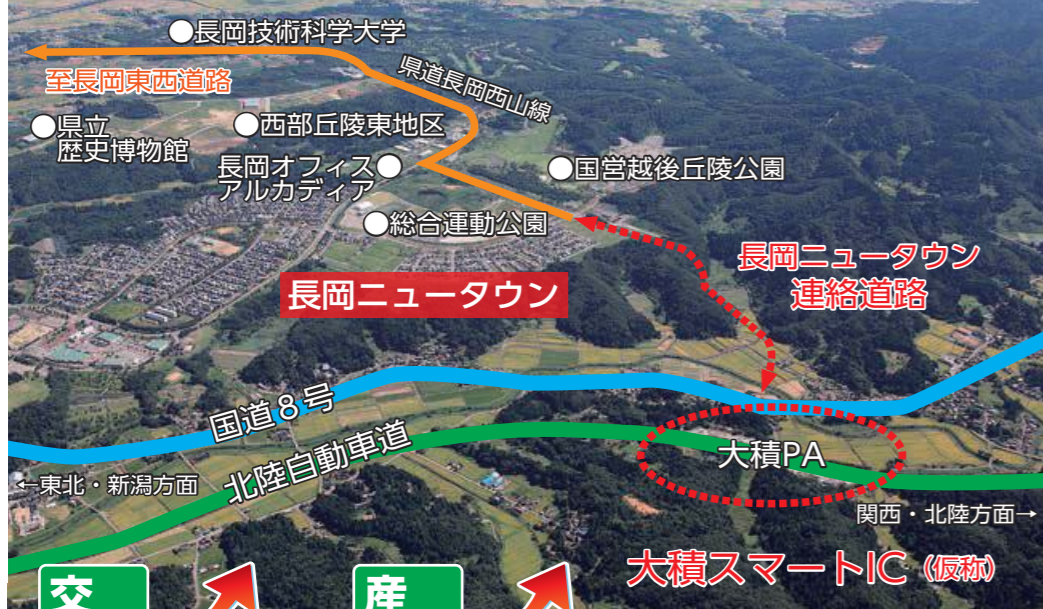 長岡技術科学大学
至長岡東西道路
県道長岡西山線
県立
歴史博物館
西部丘陵東地区
長岡オフィス
アルカディア
国営越後丘陵公園
総合運動公園
長岡ニュータウン
長岡ニュータウン
連絡道路
国道8号
北陸自動車道
大積PA
←東北・新潟方面
関西・北陸方面→
大積スマートIC（仮称）
交
産